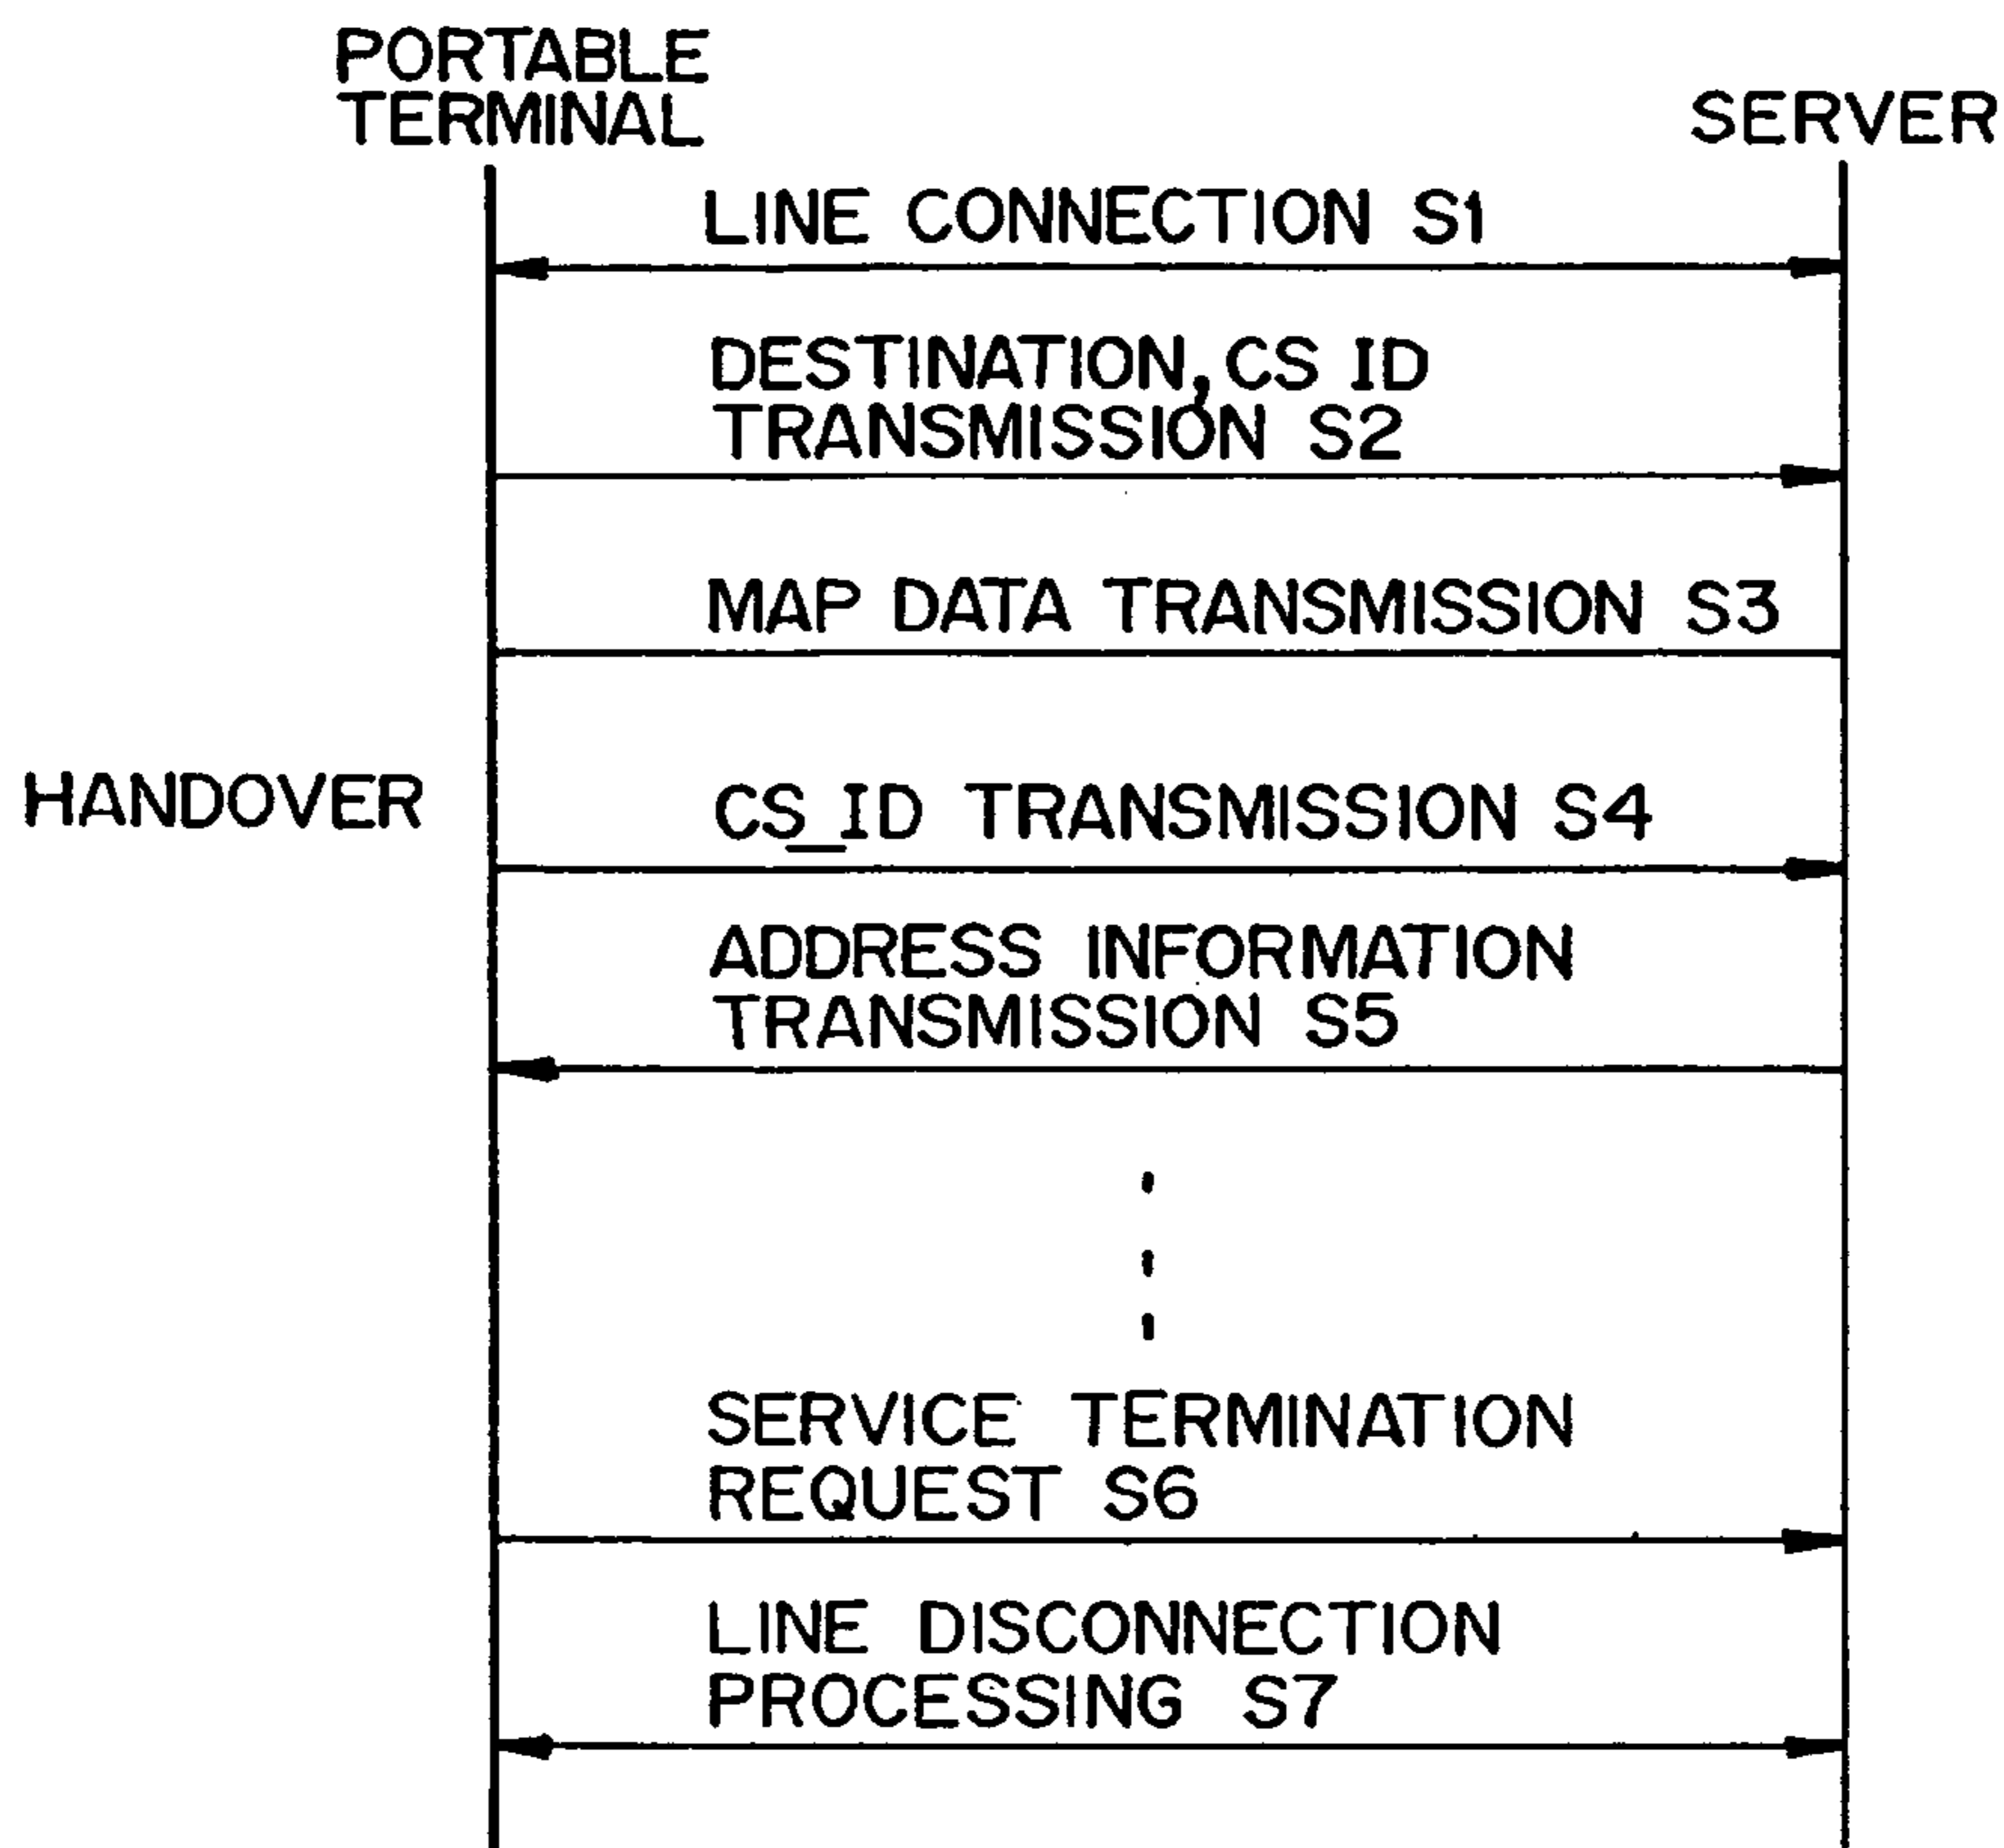 PORTABLE
TERMINAL
SERVER
LINE CONNECTION S1
DESTINATION, CS ID
TRANSMISSION S2
MAP DATA TRANSMISSION S3
HANDOVER
CS_ID TRANSMISSION S4
ADDRESS INFORMATION
TRANSMISSION S5
SERVICE TERMINATION
REQUEST S6
LINE DISCONNECTION
PROCESSING S7